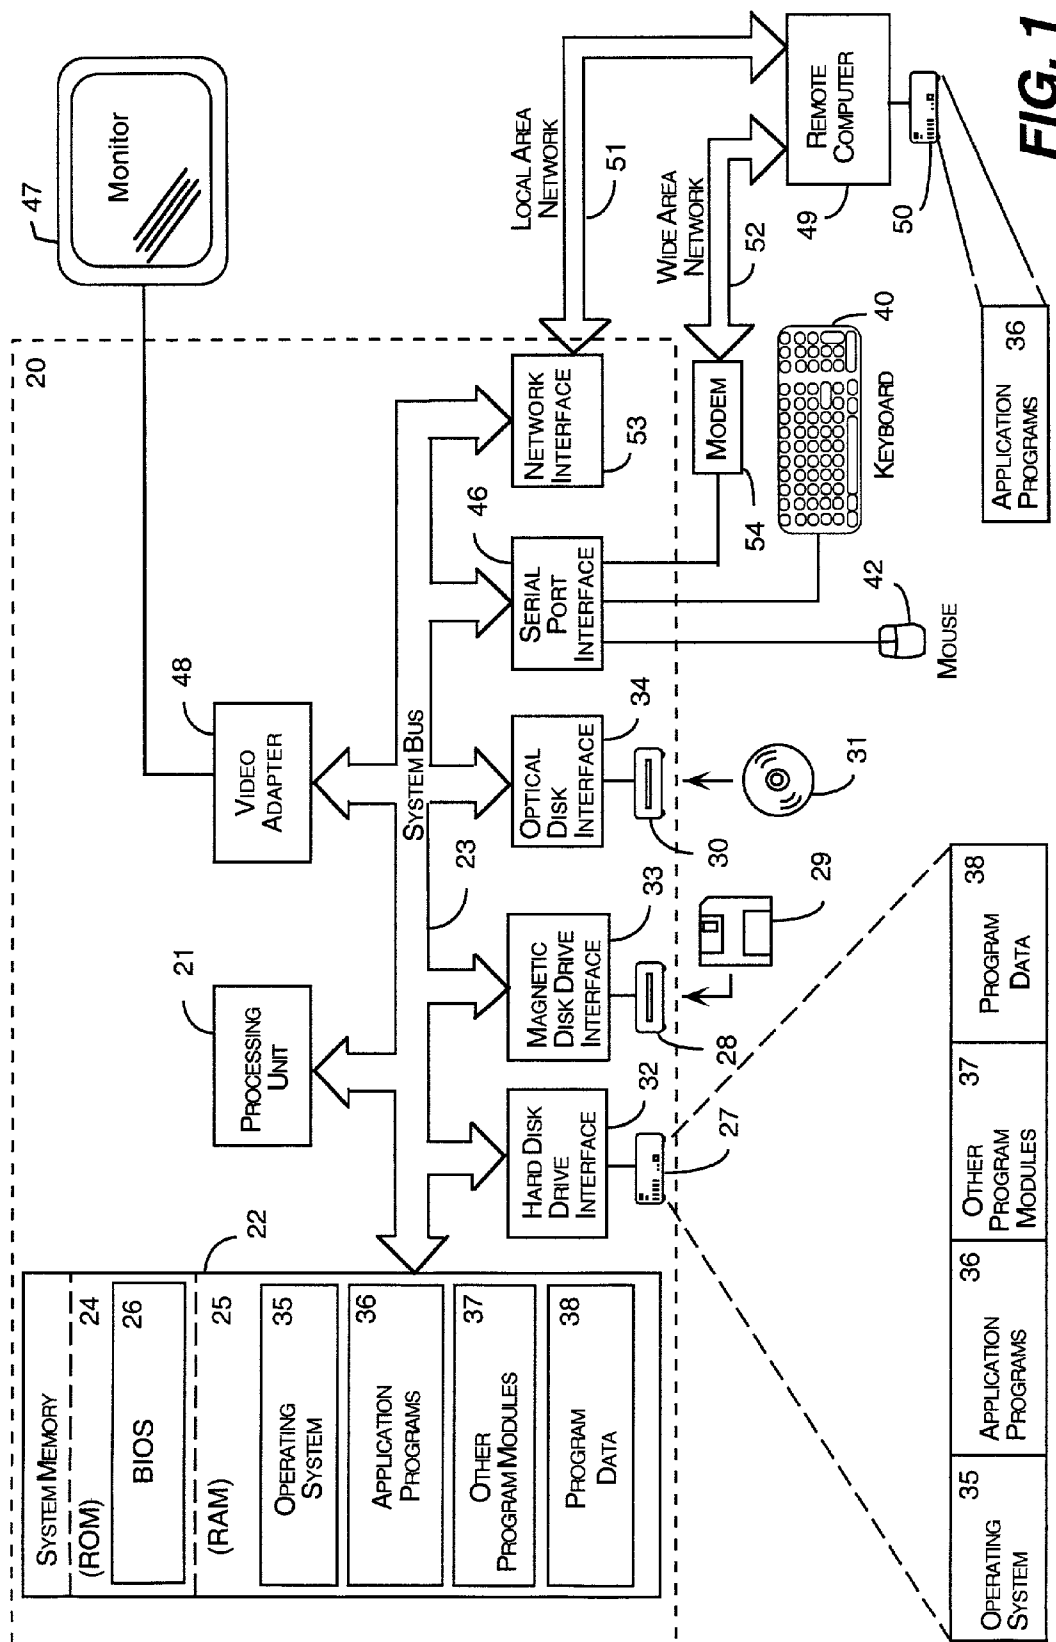 20
47
Monitor
SYSTEM MEMORY
(ROM)
24
BIOS
26
(RAM)
25
22
OPERATING
SYSTEM
35
APPLICATION
PROGRAMS
36
OTHER
PROGRAM MODULES
37
PROGRAM
DATA
38
PROCESSING
UNIT
21
VIDEO
ADAPTER
48
SYSTEM BUS
23
HARD DISK
DRIVE
INTERFACE
32
MAGNETIC
DISK DRIVE
INTERFACE
33
OPTICAL
DISK
INTERFACE
34
SERIAL
PORT
INTERFACE
46
NETWORK
INTERFACE
53
LOCAL AREA
NETWORK
51
27
28
30
29
31
MODEM
54
WIDE AREA
NETWORK
52
REMOTE
COMPUTER
49
50
KEYBOARD
40
MOUSE
42
OPERATING
SYSTEM
35
APPLICATION
PROGRAMS
36
OTHER
PROGRAM
MODULES
37
PROGRAM
DATA
38
APPLICATION
PROGRAMS
36
FIG. 1